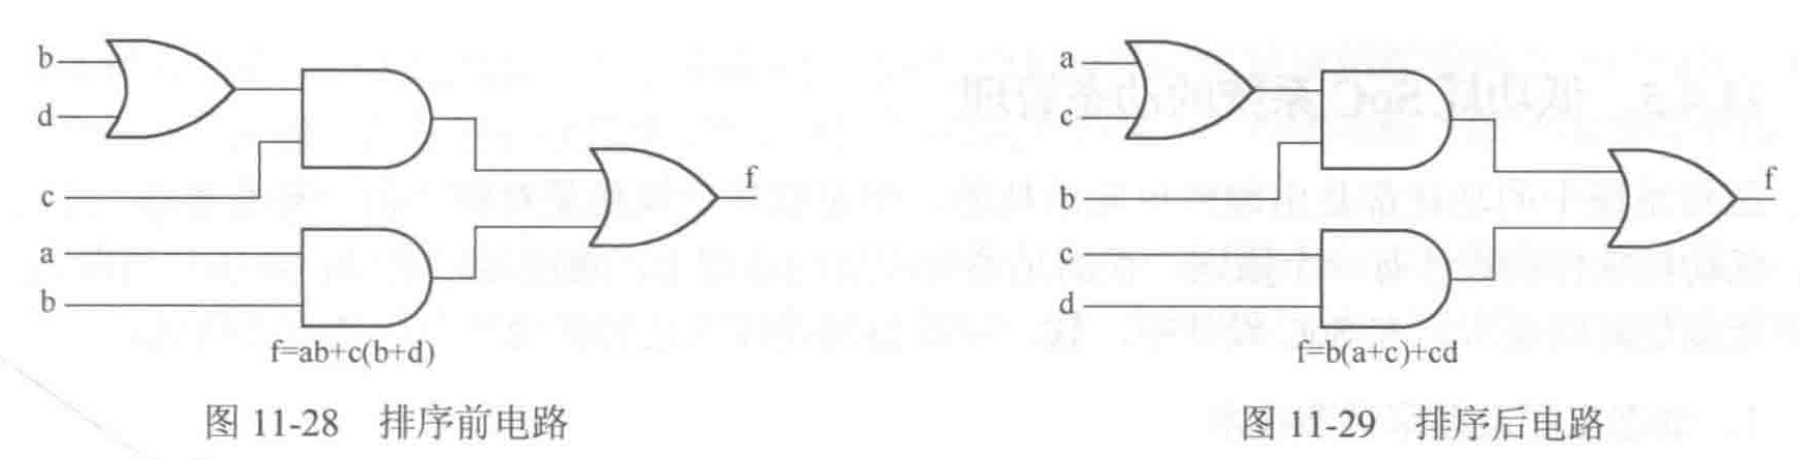 b
d
c
a
b
f
f=ab+c(b+d)
图 11-28 排序前电路
a
c
b
c
d
f
f=b(a+c)+cd
图 11-29 排序后电路